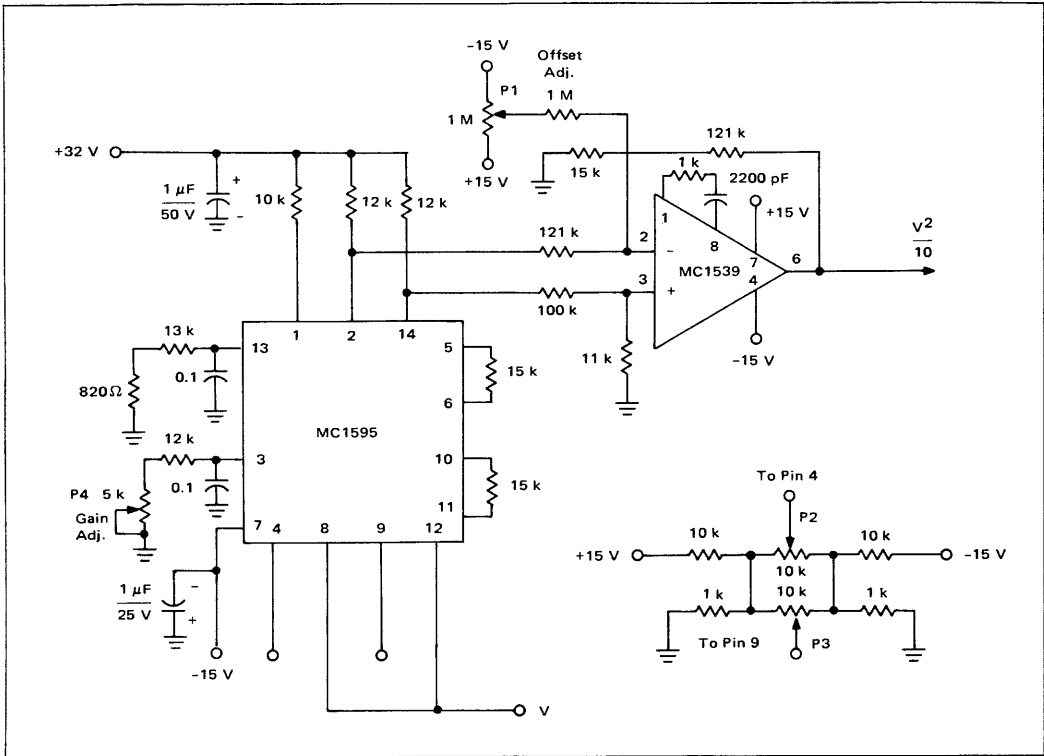 -15 V
Offset
Adj.
P1
1 M
1 M
+15 V
+32 V
1 µF
50 V
+
-
10 k
12 k
12 k
121 k
15 k
1 k
2200 pF
+15 V
1
8
2
−
7
6
V²
10
MC1539
4
3
+
-15 V
121 k
100 k
11 k
1
2
14
13 k
13
0.1
820Ω
5
15 k
6
MC1595
12 k
3
0.1
P4 5 k
Gain
Adj.
10
15 k
11
7
4
8
9
12
1 µF
25 V
-
+
-15 V
V
To Pin 4
P2
+15 V
10 k
10 k
10 k
-15 V
1 k
10 k
1 k
To Pin 9
P3